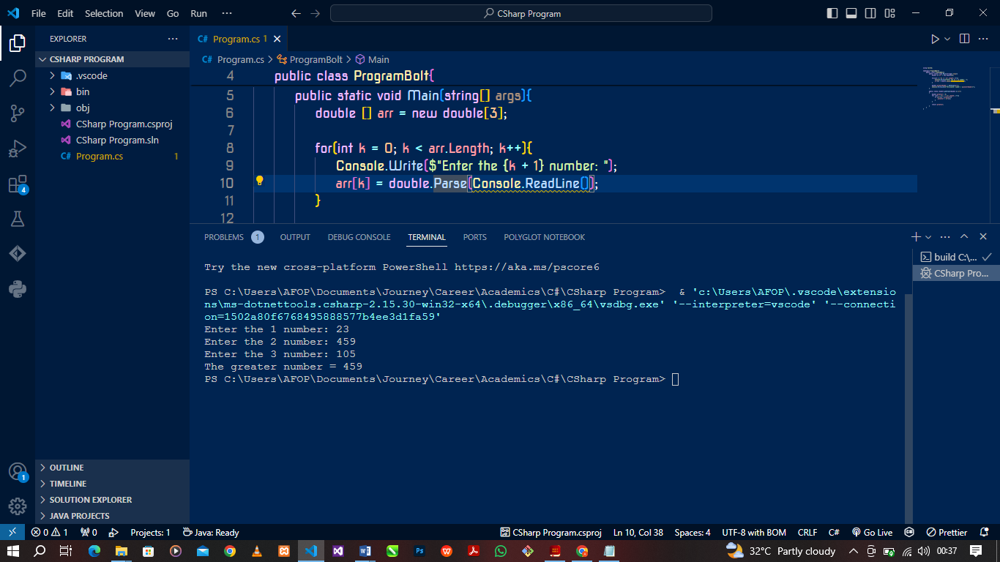 File Edit Selection View Go Run ··· CSharp Program
EXPLORER ···
CSHARP PROGRAM
.vscode
bin
obj
CSharp Program.csproj
CSharp Program.sln
C# Program.cs 1
OUTLINE
TIMELINE
SOLUTION EXPLORER
JAVA PROJECTS
4
1
C# Program.cs 1
C# Program.cs > ProgramBolt > Main
4 public class ProgramBolt{
5 public static void Main(string[] args){
6 double [] arr = new double[3];
7
8 for(int k = 0; k < arr.Length; k++){
9 Console.Write($"Enter the {k + 1} number: ");
10 arr[k] = double.Parse(Console.ReadLine());
11 }
12
PROBLEMS 1 OUTPUT DEBUG CONSOLE TERMINAL PORTS POLYGLOT NOTEBOOK
Try the new cross-platform PowerShell https://aka.ms/pscore6
PS C:\Users\AFOP\Documents\Journey\Career\Academics\C#\CSharp Program>  & 'c:\Users\AFOP\.vscode\extensio
ns\ms-dotnettools.csharp-2.15.30-win32-x64\.debugger\x86_64\vsdbg.exe' '--interpreter=vscode' '--connecti
on=1502a80f6768495888577b4ee3d1fa59'
Enter the 1 number: 23
Enter the 2 number: 459
Enter the 3 number: 105
The greater number = 459
PS C:\Users\AFOP\Documents\Journey\Career\Academics\C#\CSharp Program>
build C:\...
CSharp Pro...
0 1 0 Projects: 1 Java: Ready CSharp Program.csproj Ln 10, Col 38 Spaces: 4 UTF-8 with BOM CRLF C# Go Live Prettier
32°C Partly cloudy 00:37